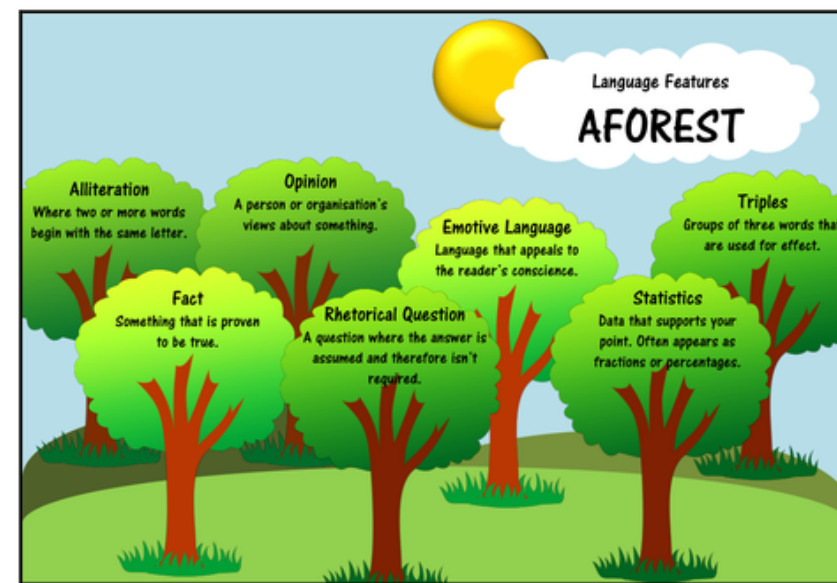 Language Features
AFOREST
Alliteration
Where two or more words
begin with the same letter.
Fact
Something that is proven
to be true.
Opinion
A person or organisation's
views about something.
Rhetorical Question
A question where the answer is
assumed and therefore isn't
required.
Emotive Language
Language that appeals to
the reader's conscience.
Statistics
Data that supports your
point. Often appears as
fractions or percentages.
Triples
Groups of three words tha
are used for effect.